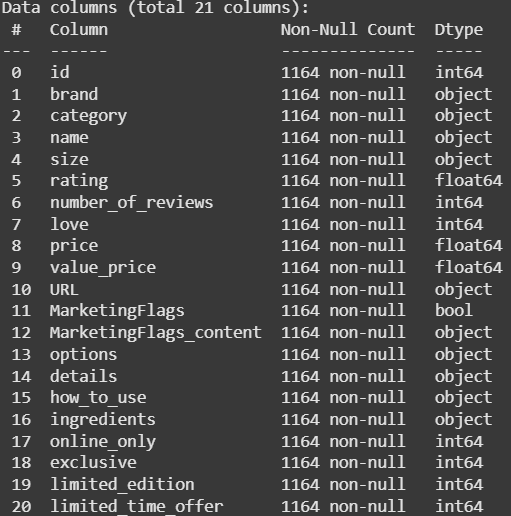 Data columns (total 21 columns):
 #   Column                  Non-Null Count  Dtype
---  ------                  --------------  -----
 0   id                      1164 non-null   int64
 1   brand                   1164 non-null   object
 2   category                1164 non-null   object
 3   name                    1164 non-null   object
 4   size                    1164 non-null   object
 5   rating                  1164 non-null   float64
 6   number_of_reviews       1164 non-null   int64
 7   love                    1164 non-null   int64
 8   price                   1164 non-null   float64
 9   value_price             1164 non-null   float64
 10  URL                     1164 non-null   object
 11  MarketingFlags          1164 non-null   bool
 12  MarketingFlags_content  1164 non-null   object
 13  options                 1164 non-null   object
 14  details                 1164 non-null   object
 15  how_to_use              1164 non-null   object
 16  ingredients             1164 non-null   object
 17  online_only             1164 non-null   int64
 18  exclusive               1164 non-null   int64
 19  limited_edition         1164 non-null   int64
 20  limited_time_offer      1164 non-null   int64